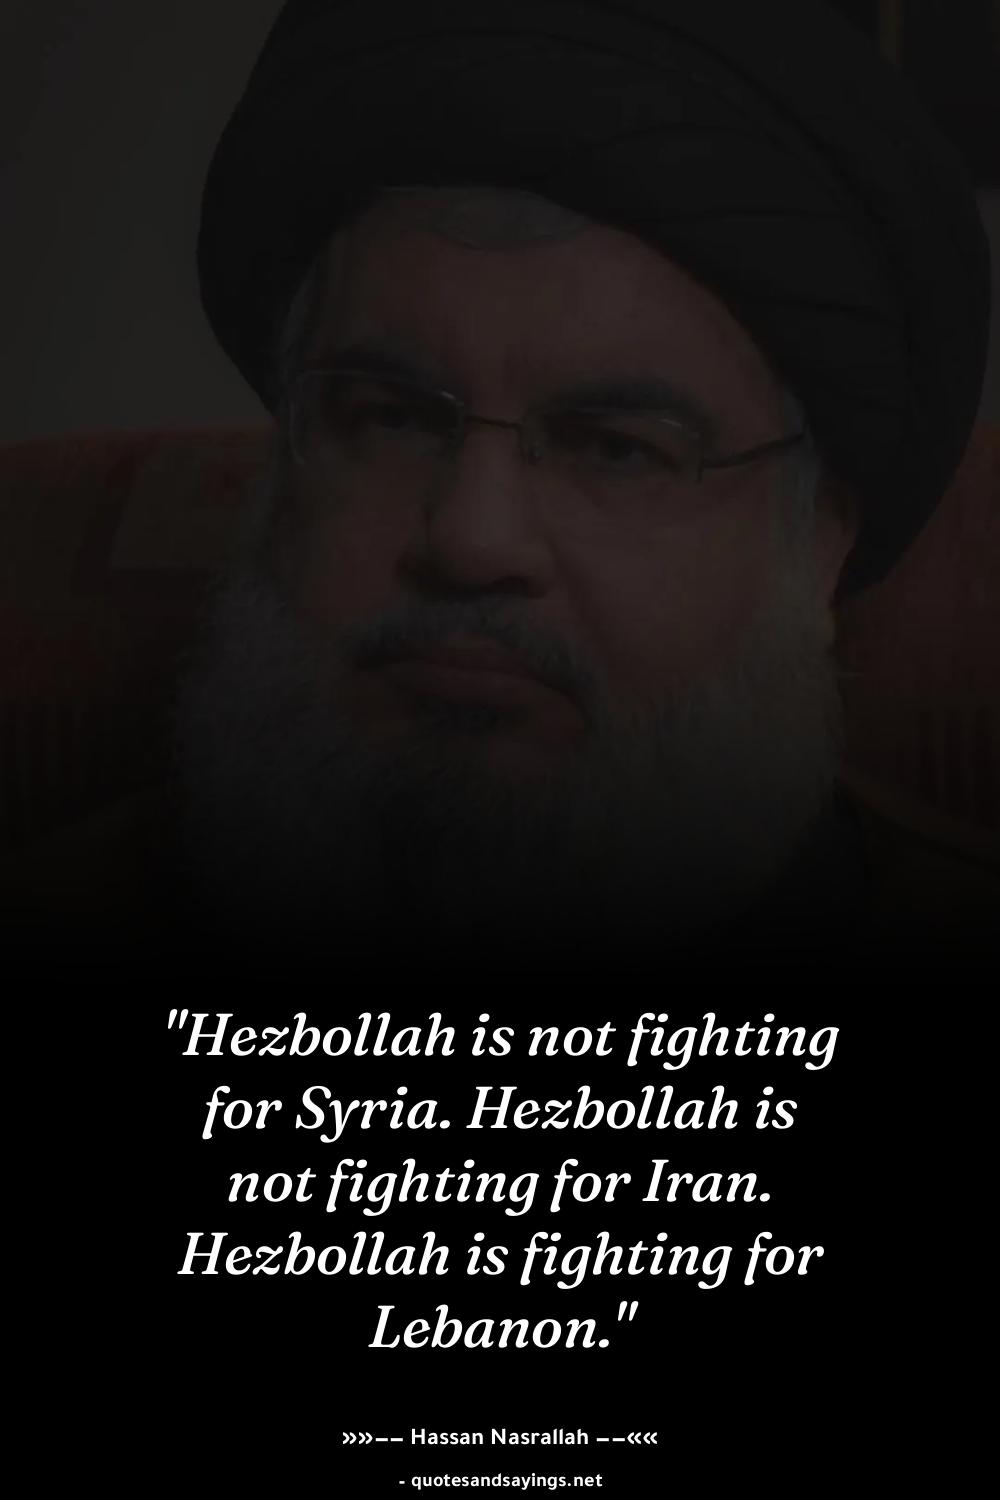 "Hezbollah is not fighting
for Syria. Hezbollah is
not fighting for Iran.
Hezbollah is fighting for
Lebanon."
»»−− Hassan Nasrallah −−««
- quotesandsayings.net